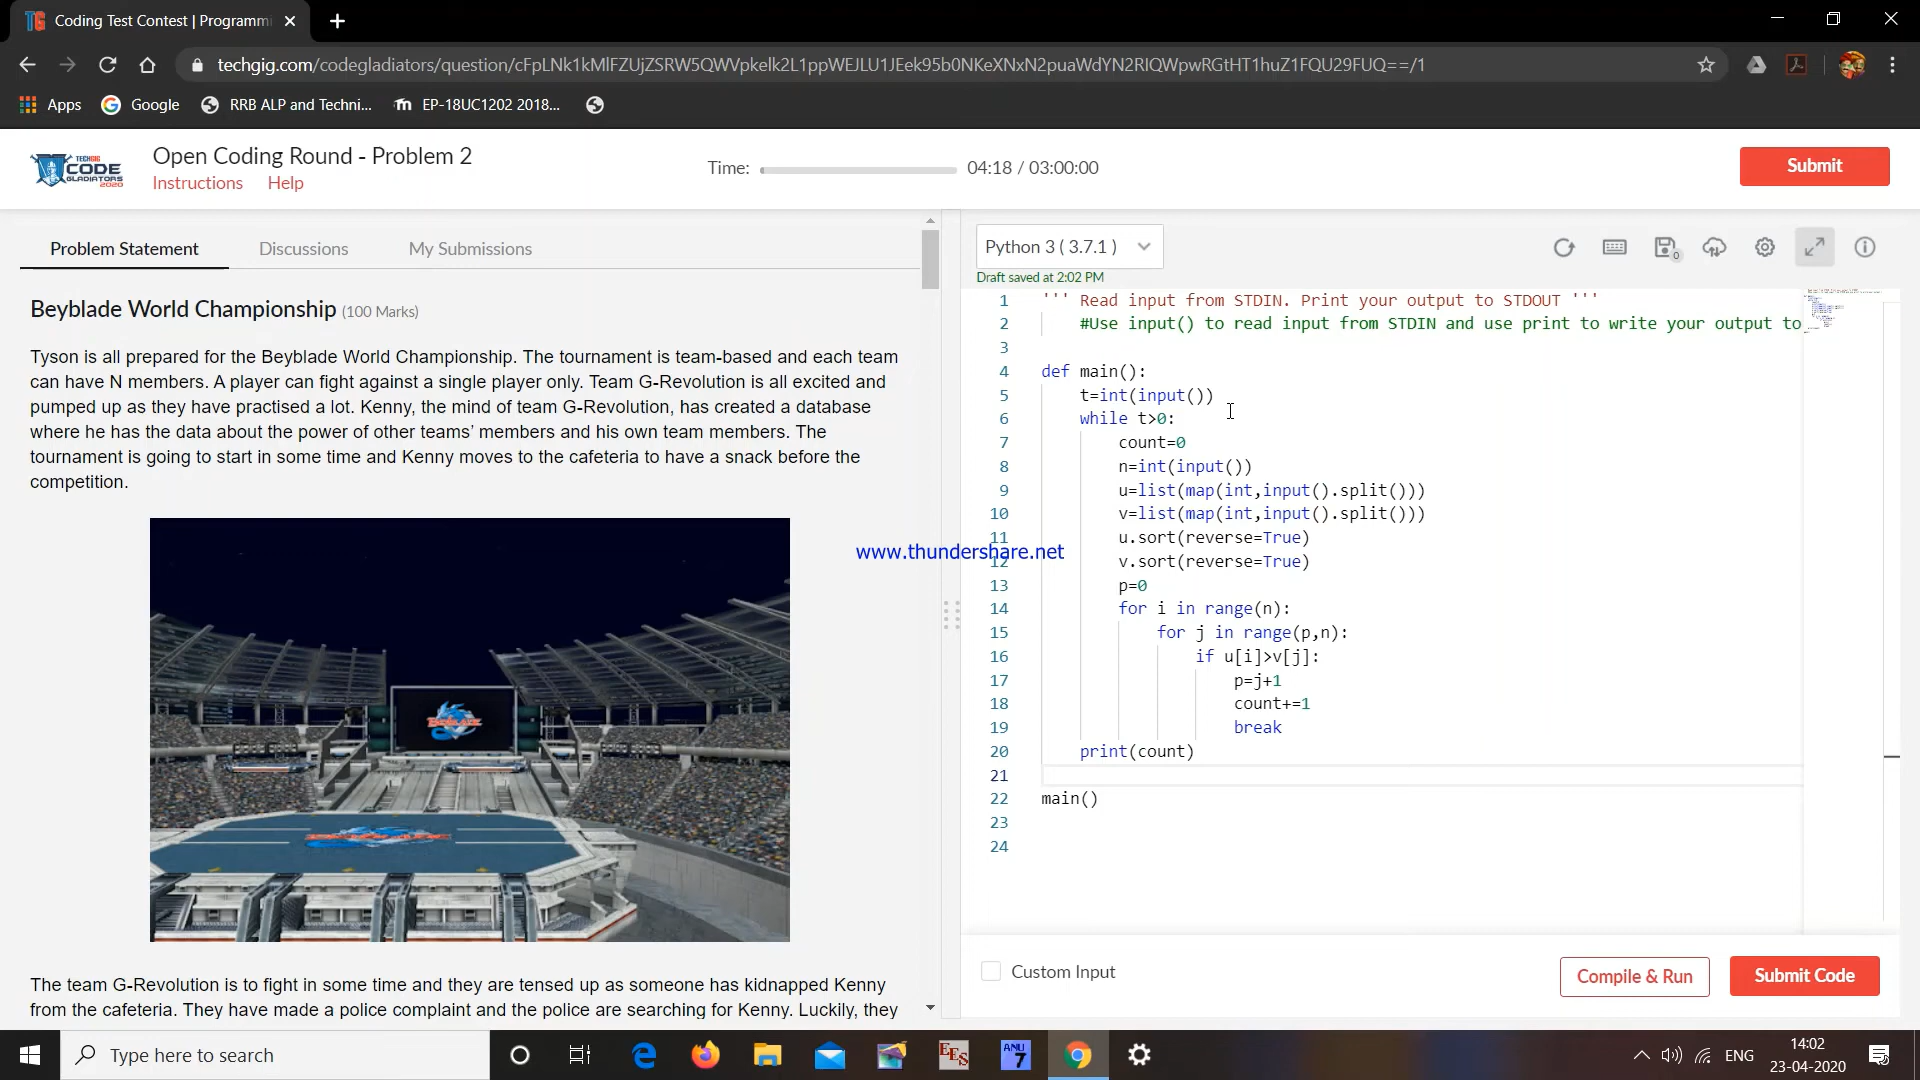 Coding Test Contest | Programmi
techgig.com/codegladiators/question/cFpLNk1kMlFZUjZSRW5QWVpkelk2L1ppWEJLU1JEek95b0NKeXNxN2puaWdYN2RIQWpwRGtHT1huZ1FQU29FUQ==/1
Apps
Google
RRB ALP and Techni...
EP-18UC1202 2018...
TECHGIG
CODE
GLADIATORS
2020
Open Coding Round - Problem 2
Instructions Help
Time: 04:18 / 03:00:00
Submit
Problem Statement
Discussions
My Submissions
Beyblade World Championship (100 Marks)
Tyson is all prepared for the Beyblade World Championship. The tournament is team-based and each team
can have N members. A player can fight against a single player only. Team G-Revolution is all excited and
pumped up as they have practised a lot. Kenny, the mind of team G-Revolution, has created a database
where he has the data about the power of other teams' members and his own team members. The
tournament is going to start in some time and Kenny moves to the cafeteria to have a snack before the
competition.
BEYBLADE
The team G-Revolution is to fight in some time and they are tensed up as someone has kidnapped Kenny
from the cafeteria. They have made a police complaint and the police are searching for Kenny. Luckily, they
www.thundershare.net
Python 3 ( 3.7.1 )
0
Draft saved at 2:02 PM
1 ''' Read input from STDIN. Print your output to STDOUT '''
2 #Use input() to read input from STDIN and use print to write your output to
3
4 def main():
5 t=int(input())
6 while t>0:
7 count=0
8 n=int(input())
9 u=list(map(int,input().split()))
10 v=list(map(int,input().split()))
11 u.sort(reverse=True)
12 v.sort(reverse=True)
13 p=0
14 for i in range(n):
15 for j in range(p,n):
16 if u[i]>v[j]:
17 p=j+1
18 count+=1
19 break
20 print(count)
21
22 main()
23
24
Custom Input
Compile & Run
Submit Code
Type here to search
EES
ANU
7
ENG
14:02
23-04-2020